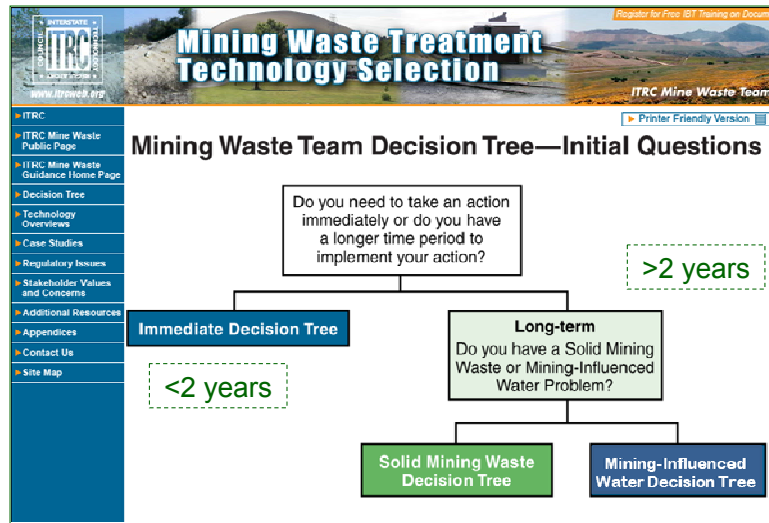 Register for Free IBT Training on Docum
INTERSTATE
COUNCIL
ITRC
TECHNOLOGY
REGULATORY
www.itrcweb.org
Mining Waste Treatment
Technology Selection
ITRC Mine Waste Team
Printer Friendly Version
ITRC
ITRC Mine Waste
Public Page
ITRC Mine Waste
Guidance Home Page
Decision Tree
Technology
Overviews
Case Studies
Regulatory Issues
Stakeholder Values
and Concerns
Additional Resources
Appendices
Contact Us
Site Map
Mining Waste Team Decision Tree—Initial Questions
Do you need to take an action
immediately or do you have
a longer time period to
implement your action?
>2 years
Immediate Decision Tree
<2 years
Long-term
Do you have a Solid Mining
Waste or Mining-Influenced
Water Problem?
Solid Mining Waste
Decision Tree
Mining-Influenced
Water Decision Tree